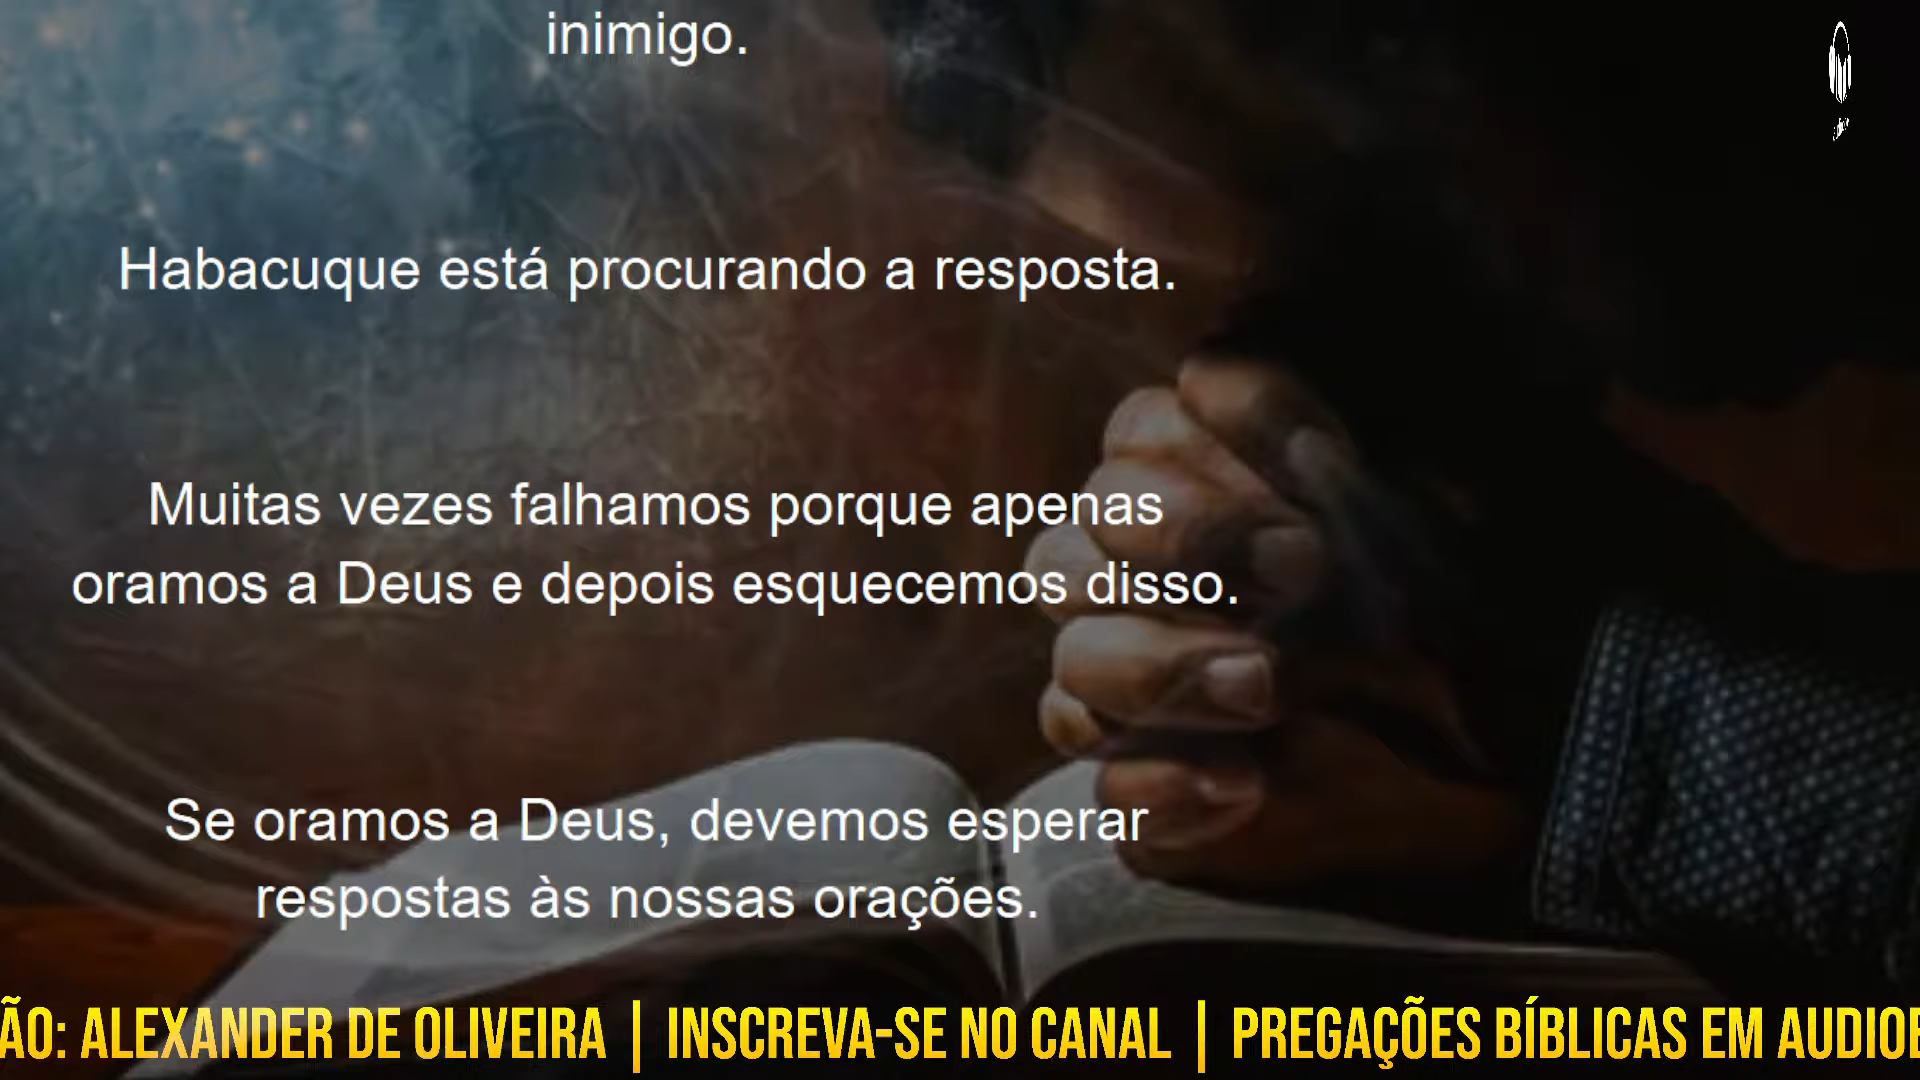 inimigo.
Habacuque está procurando a resposta.
Muitas vezes falhamos porque apenas
oramos a Deus e depois esquecemos disso.
Se oramos a Deus, devemos esperar
respostas às nossas orações.
ÃO: ALEXANDER DE OLIVEIRA | INSCREVA-SE NO CANAL | PREGAÇÕES BÍBLICAS EM AUDIO